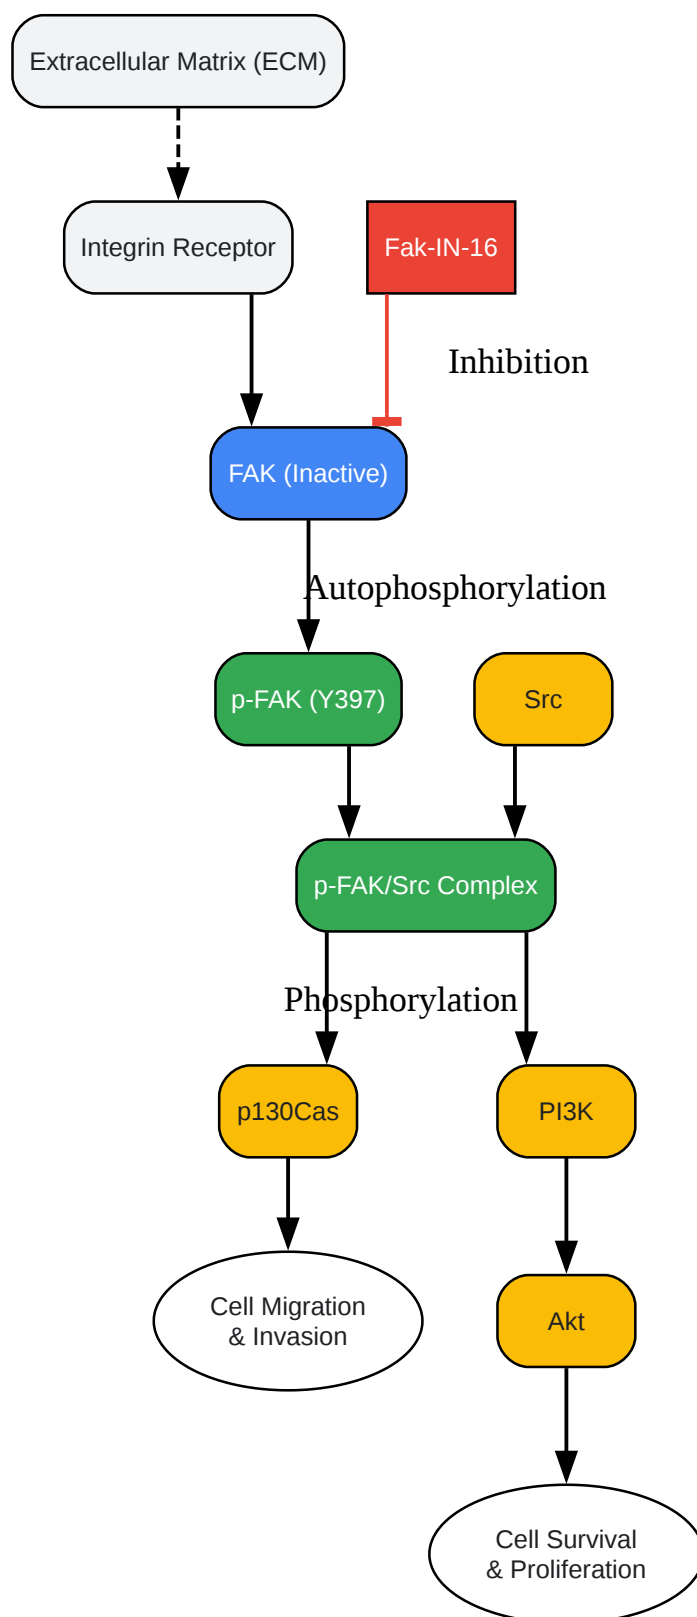 Extracellular Matrix (ECM)
Integrin Receptor
Fak-IN-16
Inhibition
FAK (Inactive)
Autophosphorylation
p-FAK (Y397)
Src
p-FAK/Src Complex
Phosphorylation
p130Cas
PI3K
Cell Migration
& Invasion
Akt
Cell Survival
& Proliferation